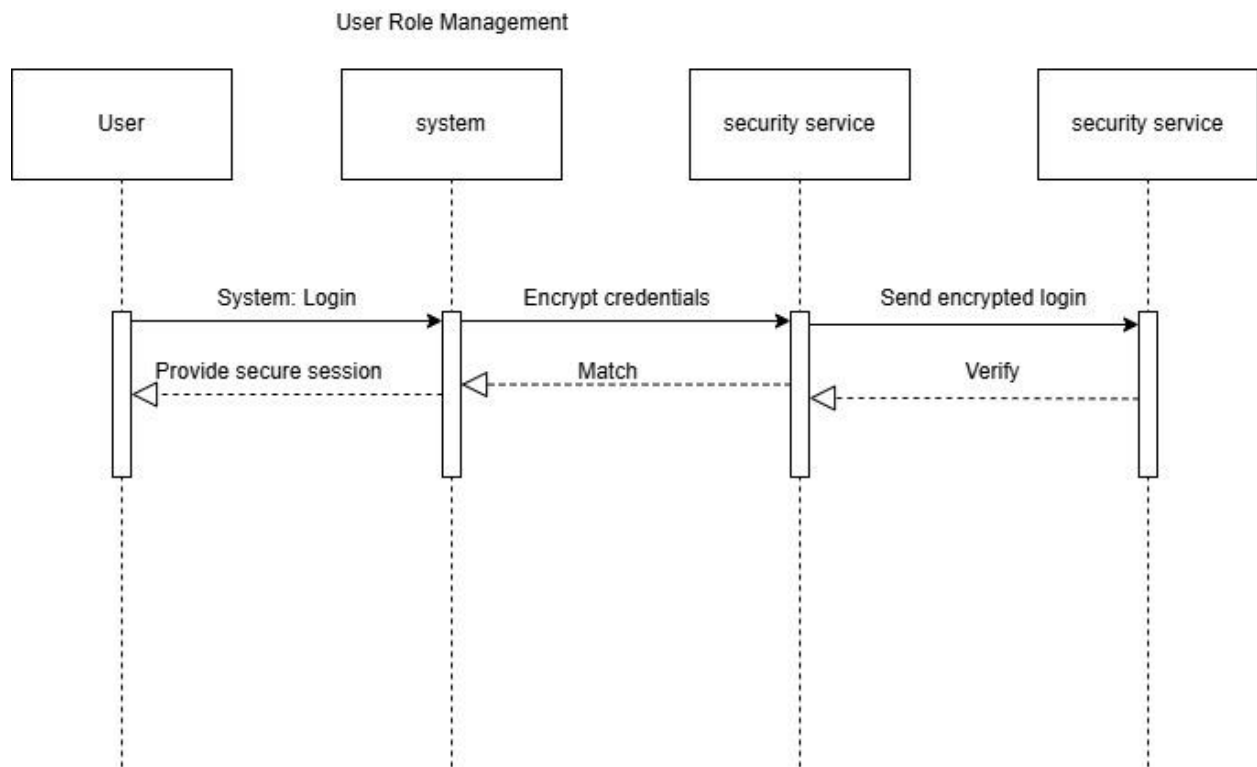 User Role Management
User
system
security service
security service
System: Login
Encrypt credentials
Send encrypted login
Provide secure session
Match
Verify